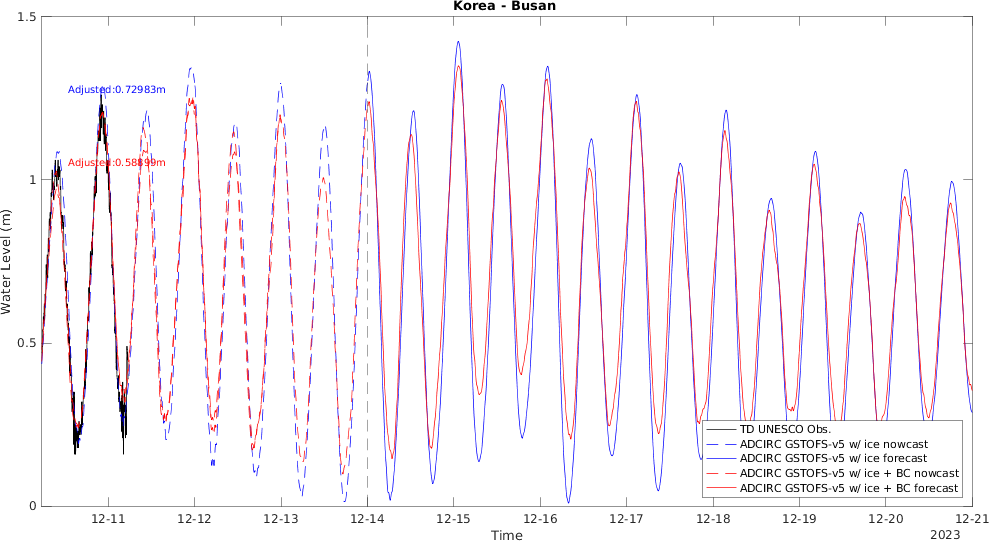 Korea - Busan
1.5
1
0.5
0
Water Level (m)
Adjusted:0.72983m
Adjusted:0.58899m
TD UNESCO Obs.
ADCIRC GSTOFS-v5 w/ ice nowcast
ADCIRC GSTOFS-v5 w/ ice forecast
ADCIRC GSTOFS-v5 w/ ice + BC nowcast
ADCIRC GSTOFS-v5 w/ ice + BC forecast
12-11 12-12 12-13 12-14 12-15 12-16 12-17 12-18 12-19 12-20 12-21
2023
Time